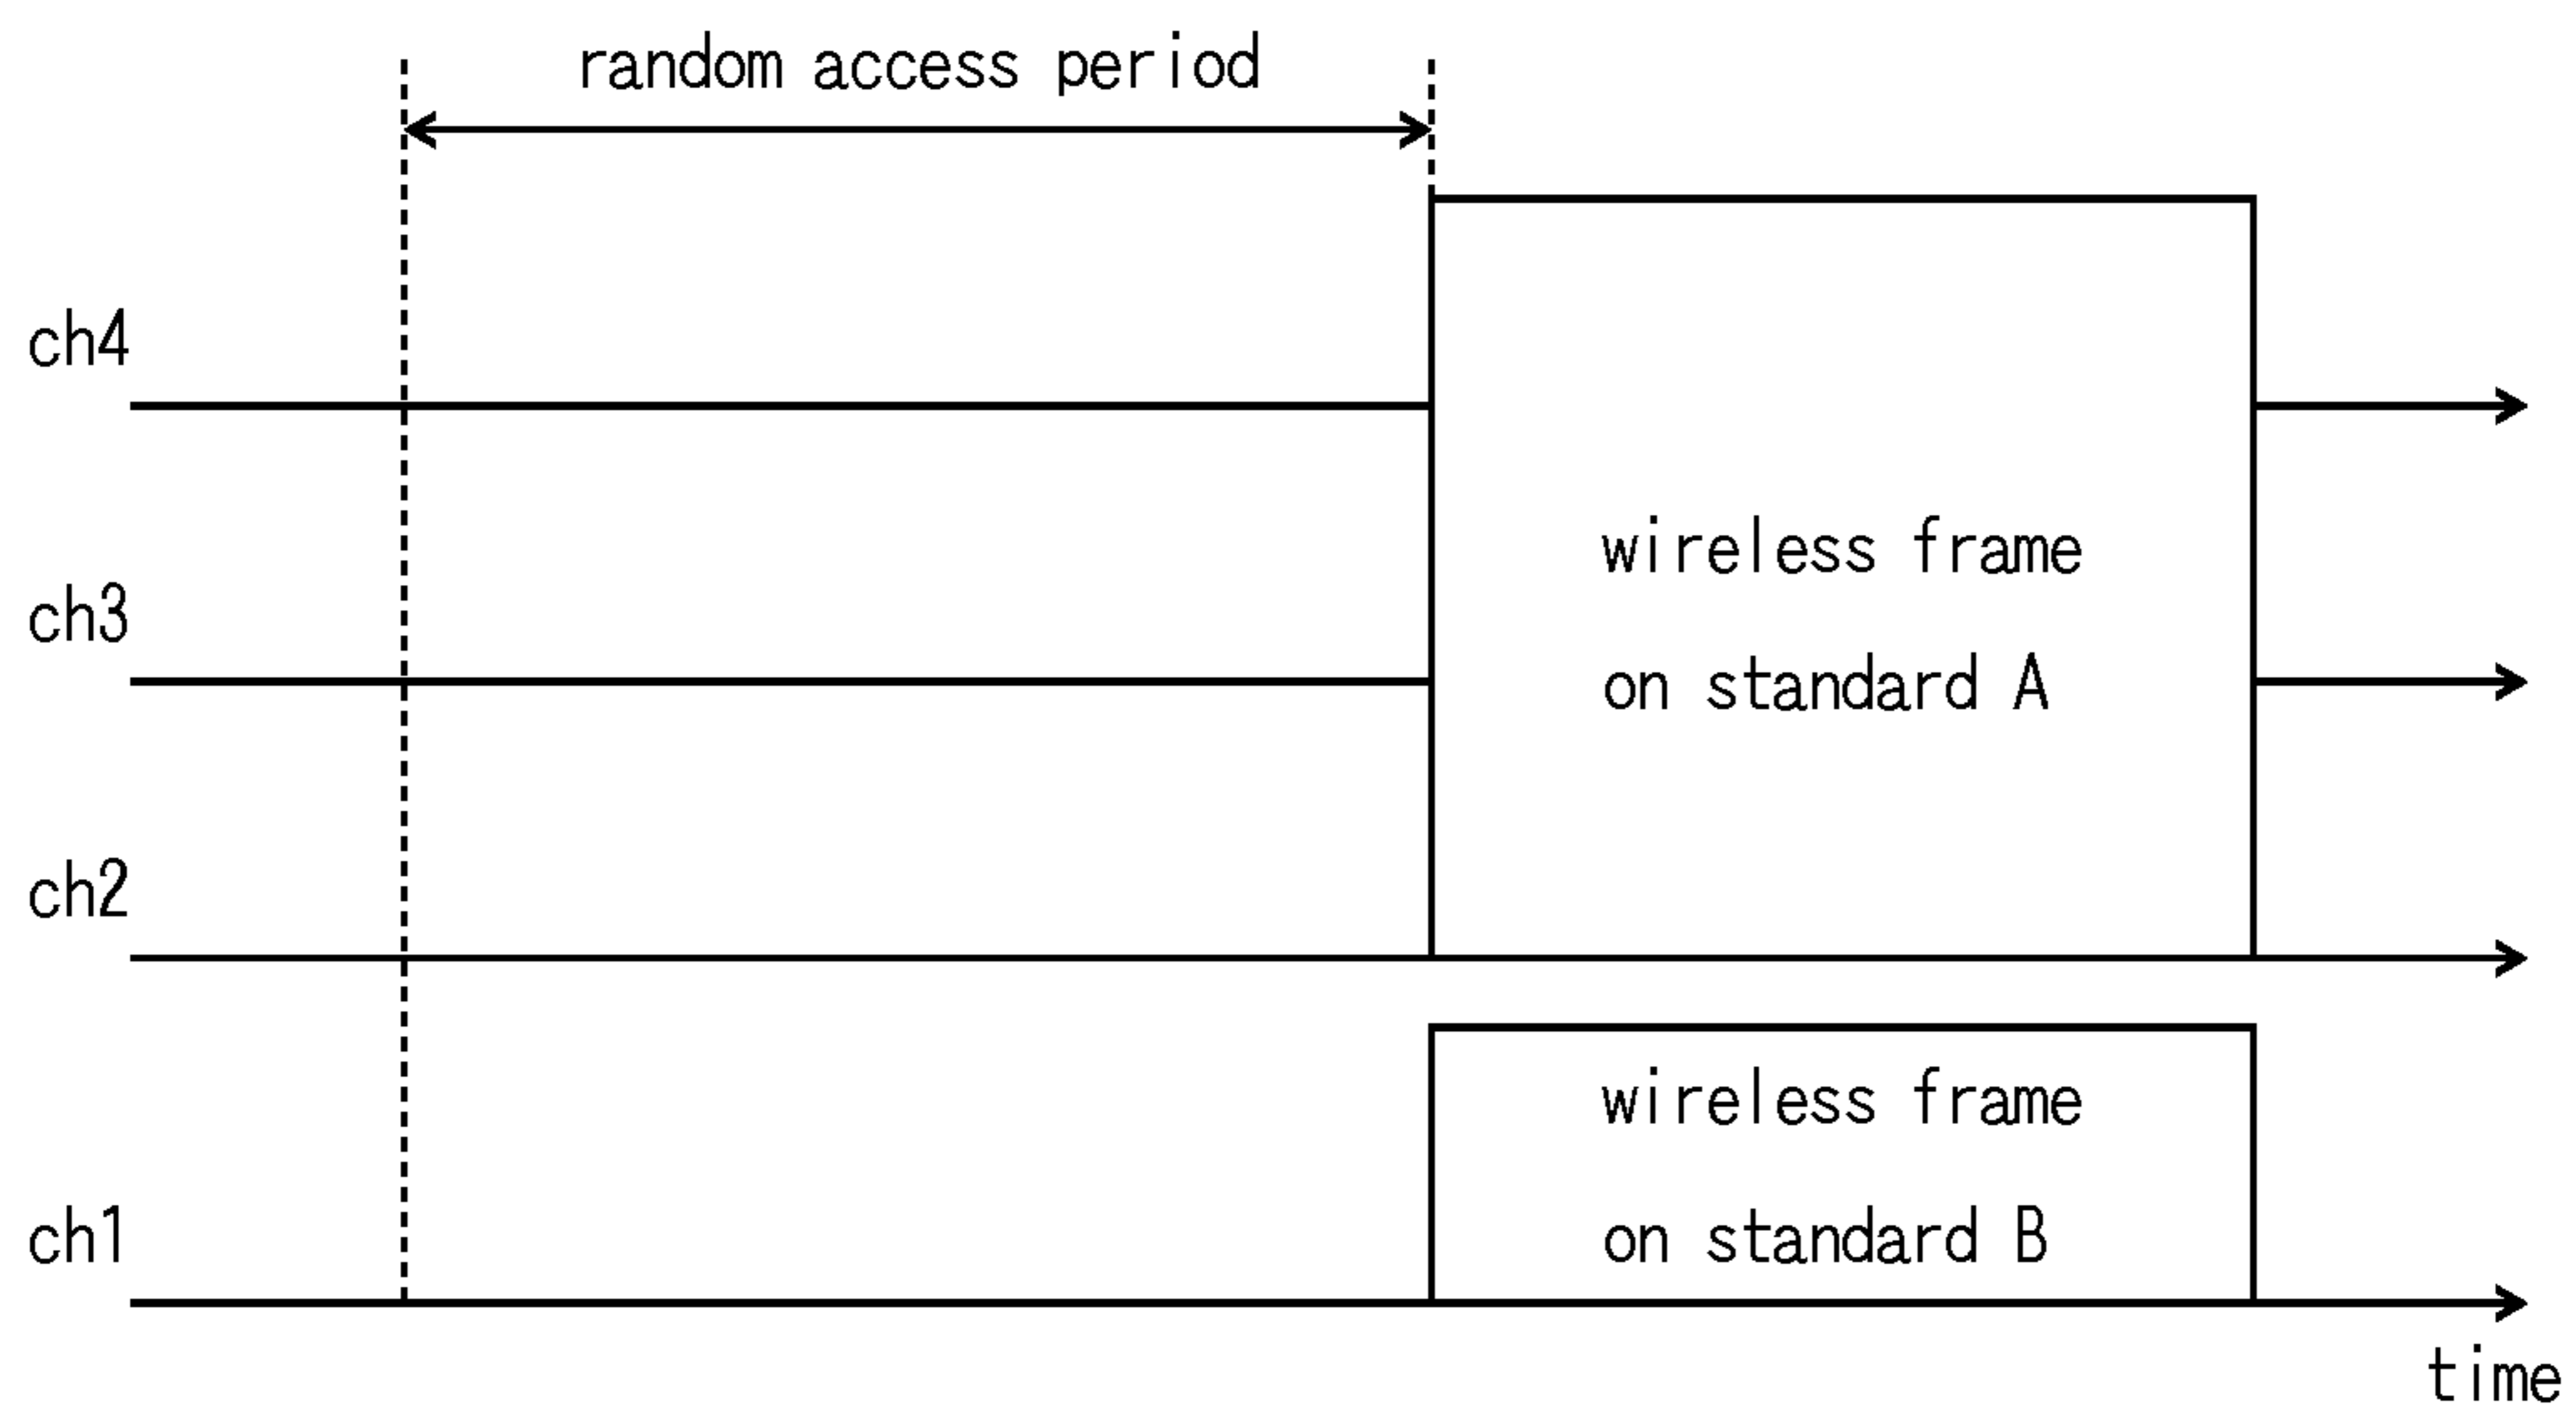 random access period
ch4
wireless frame
ch3
on standard A
ch2
wireless frame
ch1
on standard B
time